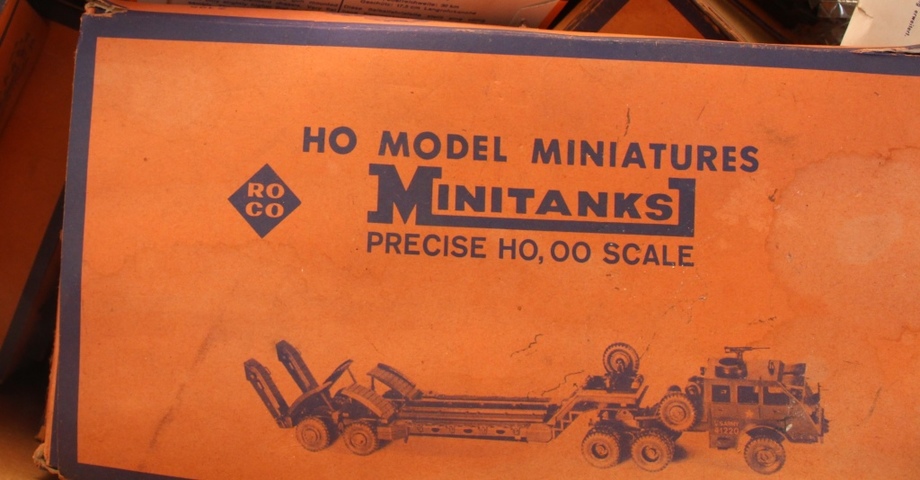 HO MODEL MINIATURES
RO
CO
MINITANKS
PRECISE HO, OO SCALE